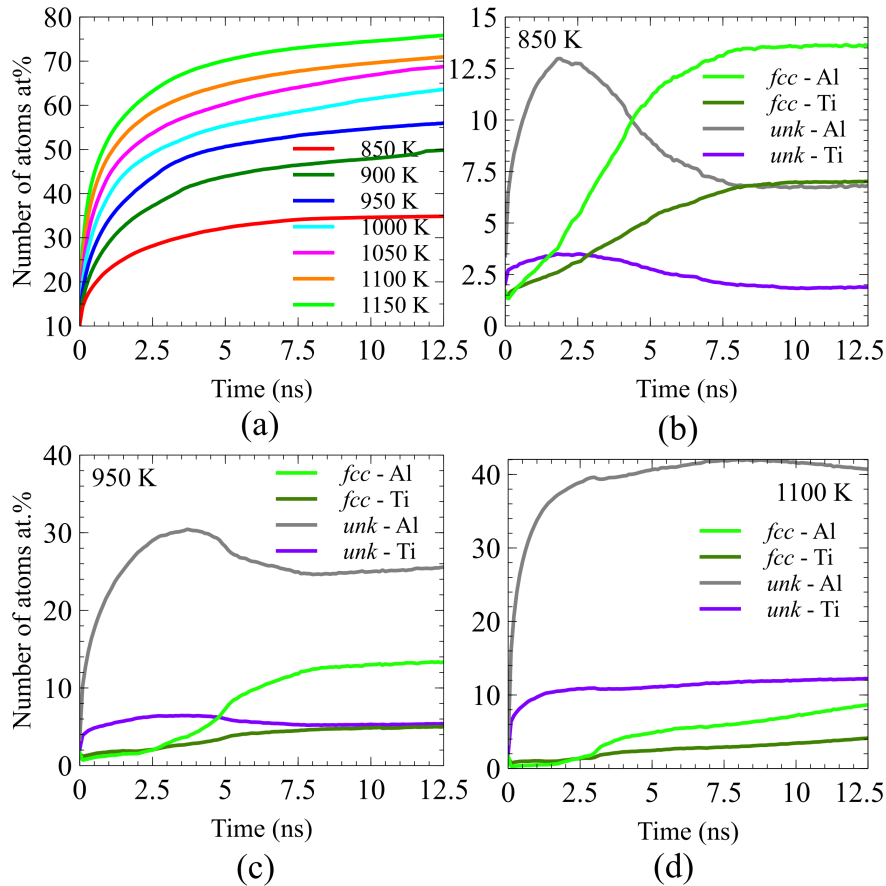 Number of atoms at%
80
70
60
50
40
30
20
10
850 K
900 K
950 K
1000 K
1050 K
1100 K
1150 K
0 2.5 5 7.5 10 12.5
Time (ns)
(a)
850 K
15
13.5
12
10.5
9
7.5
6
4.5
3
2.5
0
fcc - Al
fcc - Ti
unk - Al
unk - Ti
0 2.5 5 7.5 10 12.5
Time (ns)
(b)
Number of atoms at.%
950 K
40
30
20
10
0
fcc - Al
fcc - Ti
unk - Al
unk - Ti
0 2.5 5 7.5 10 12.5
Time (ns)
(c)
1100 K
40
30
20
10
0
fcc - Al
fcc - Ti
unk - Al
unk - Ti
0 2.5 5 7.5 10 12.5
Time (ns)
(d)